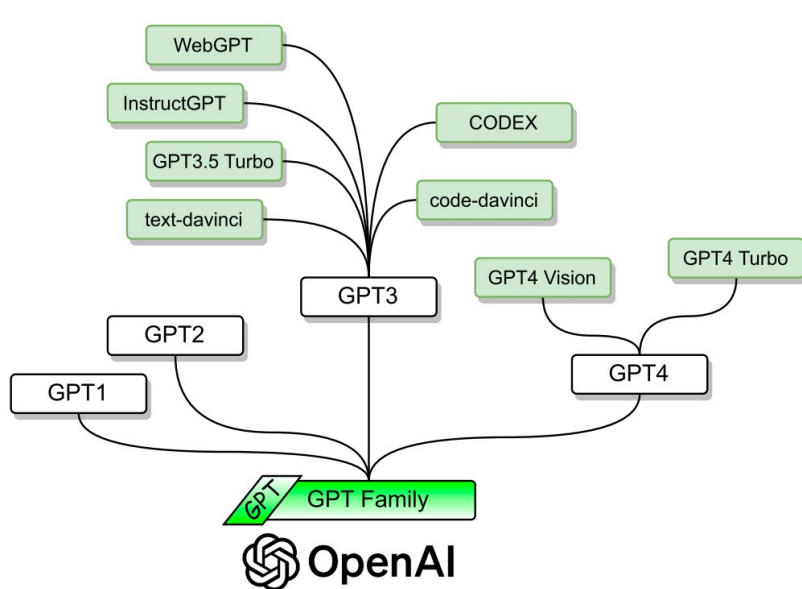 WebGPT
InstructGPT
CODEX
GPT3.5 Turbo
code-davinci
text-davinci
GPT4 Turbo
GPT4 Vision
GPT3
GPT2
GPT4
GPT1
GPT
GPT Family
OpenAI